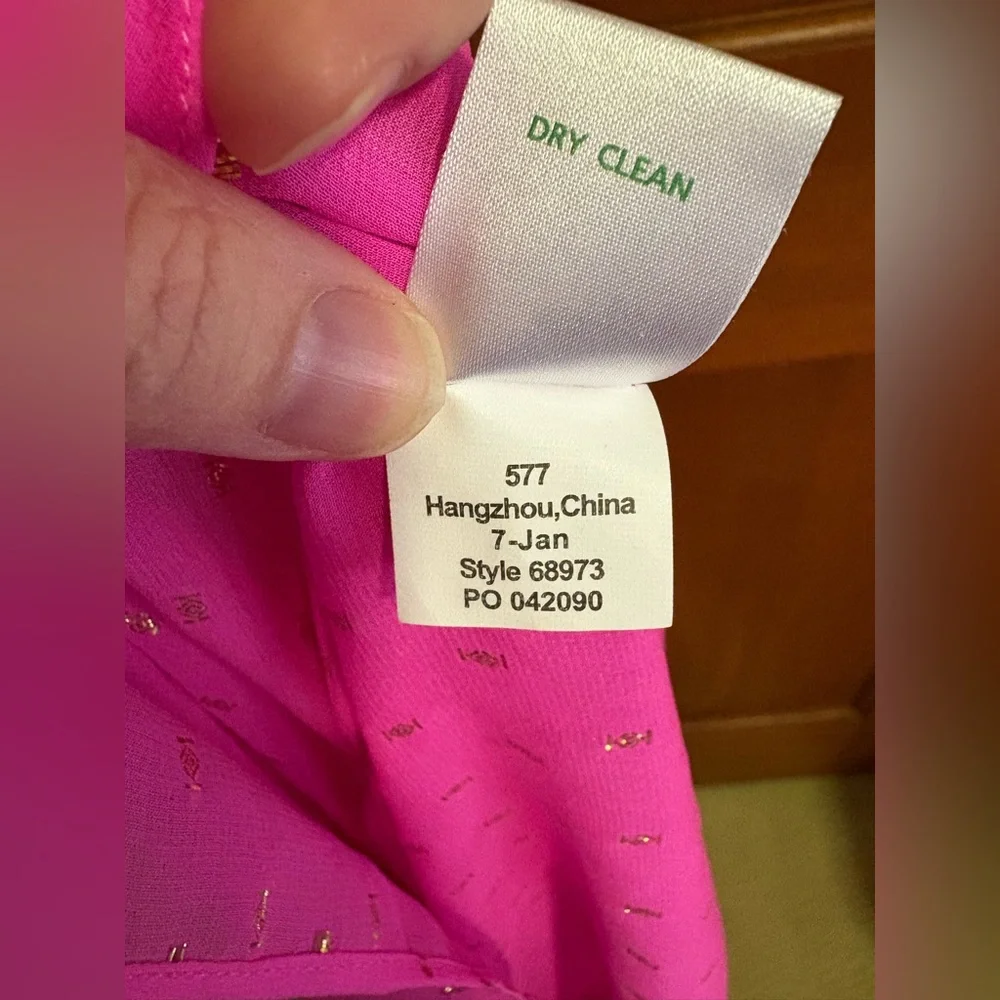 DRY CLEAN
577
Hangzhou,China
7-Jan
Style 68973
PO 042090